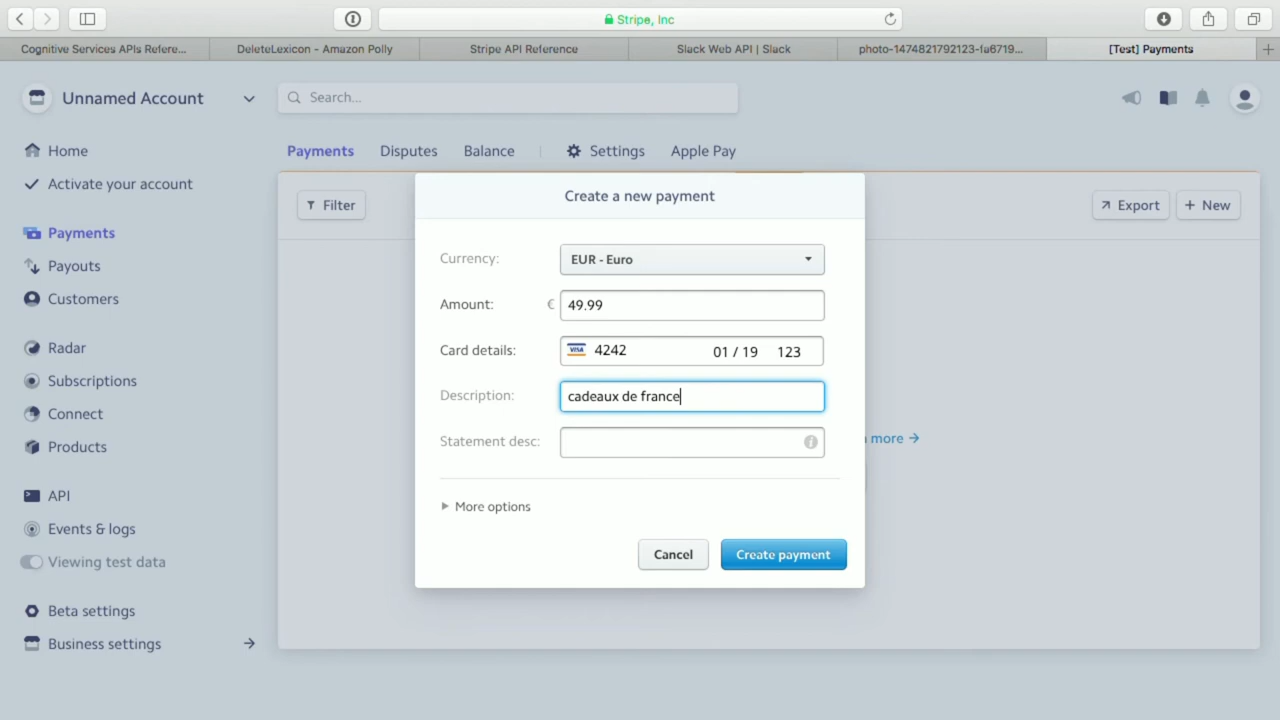 Stripe, Inc
Cognitive Services APIs Refere...
DeleteLexicon - Amazon Polly
Stripe API Reference
Slack Web API | Slack
photo-1474821792123-fa6719...
[Test] Payments
Unnamed Account
Search...
Home
Activate your account
Payments
Payouts
Customers
Radar
Subscriptions
Connect
Products
API
Events & logs
Viewing test data
Beta settings
Business settings
Payments
Disputes
Balance
Settings
Apple Pay
Filter
Export
+ New
Create a new payment
Currency: EUR - Euro
Amount: € 49.99
Card details: VISA 4242 01 / 19 123
Description: cadeaux de france
Statement desc:
More options
Cancel
Create payment
more →